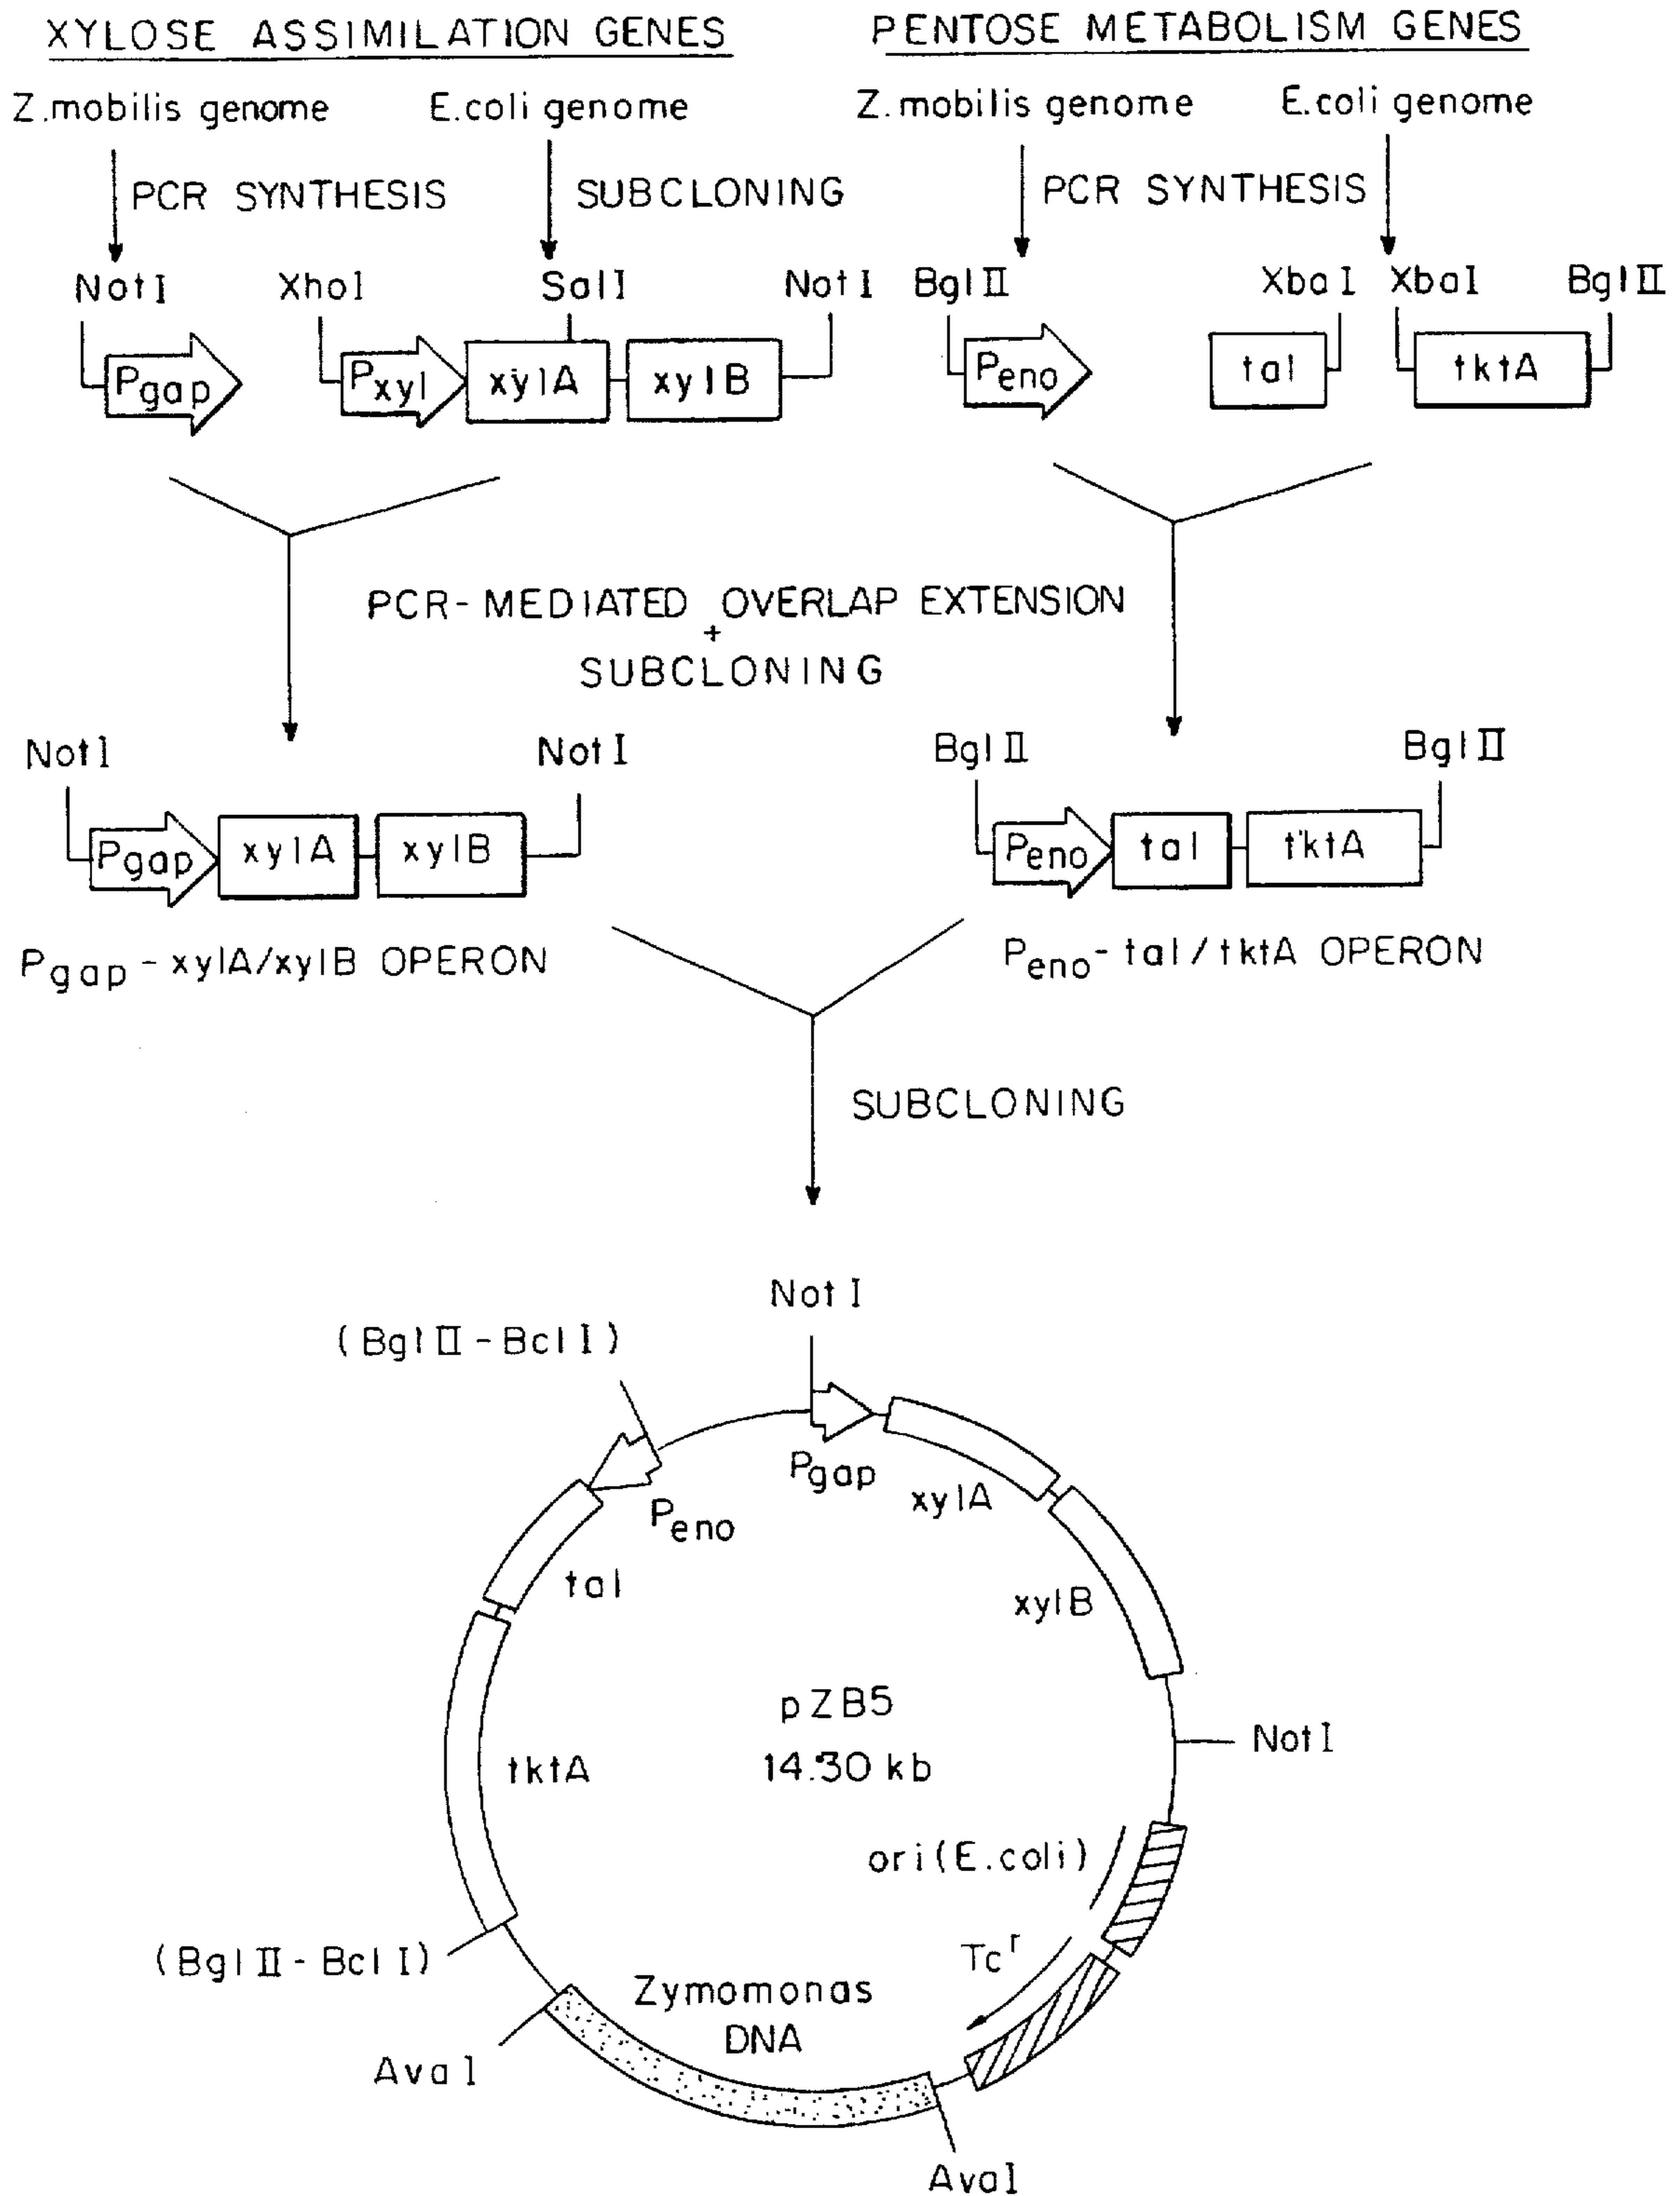 XYLOSE ASSIMILATION GENES
PENTOSE METABOLISM GENES
Z.mobilis genome
E.coli genome
Z.mobilis genome
E.coli genome
PCR SYNTHESIS
SUBCLONING
PCR SYNTHESIS
NotI
XhoI
SalI
NotI
BglII
XbaI
XbaI
BglII
Pgap
Pxyl
xylA
xylB
Peno
tal
tktA
PCR-MEDIATED OVERLAP EXTENSION
+
SUBCLONING
NotI
NotI
BglII
BglII
Pgap
xylA
xylB
Peno
tal
tktA
Pgap-xylA/xylB OPERON
Peno-tal/tktA OPERON
SUBCLONING
NotI
(BglII-BclI)
Pgap
xylA
Peno
tal
xylB
pZB5
14.30 kb
NotI
tktA
ori(E.coli)
Tcr
(BglII-BclI)
Zymomonas
DNA
AvaI
AvaI